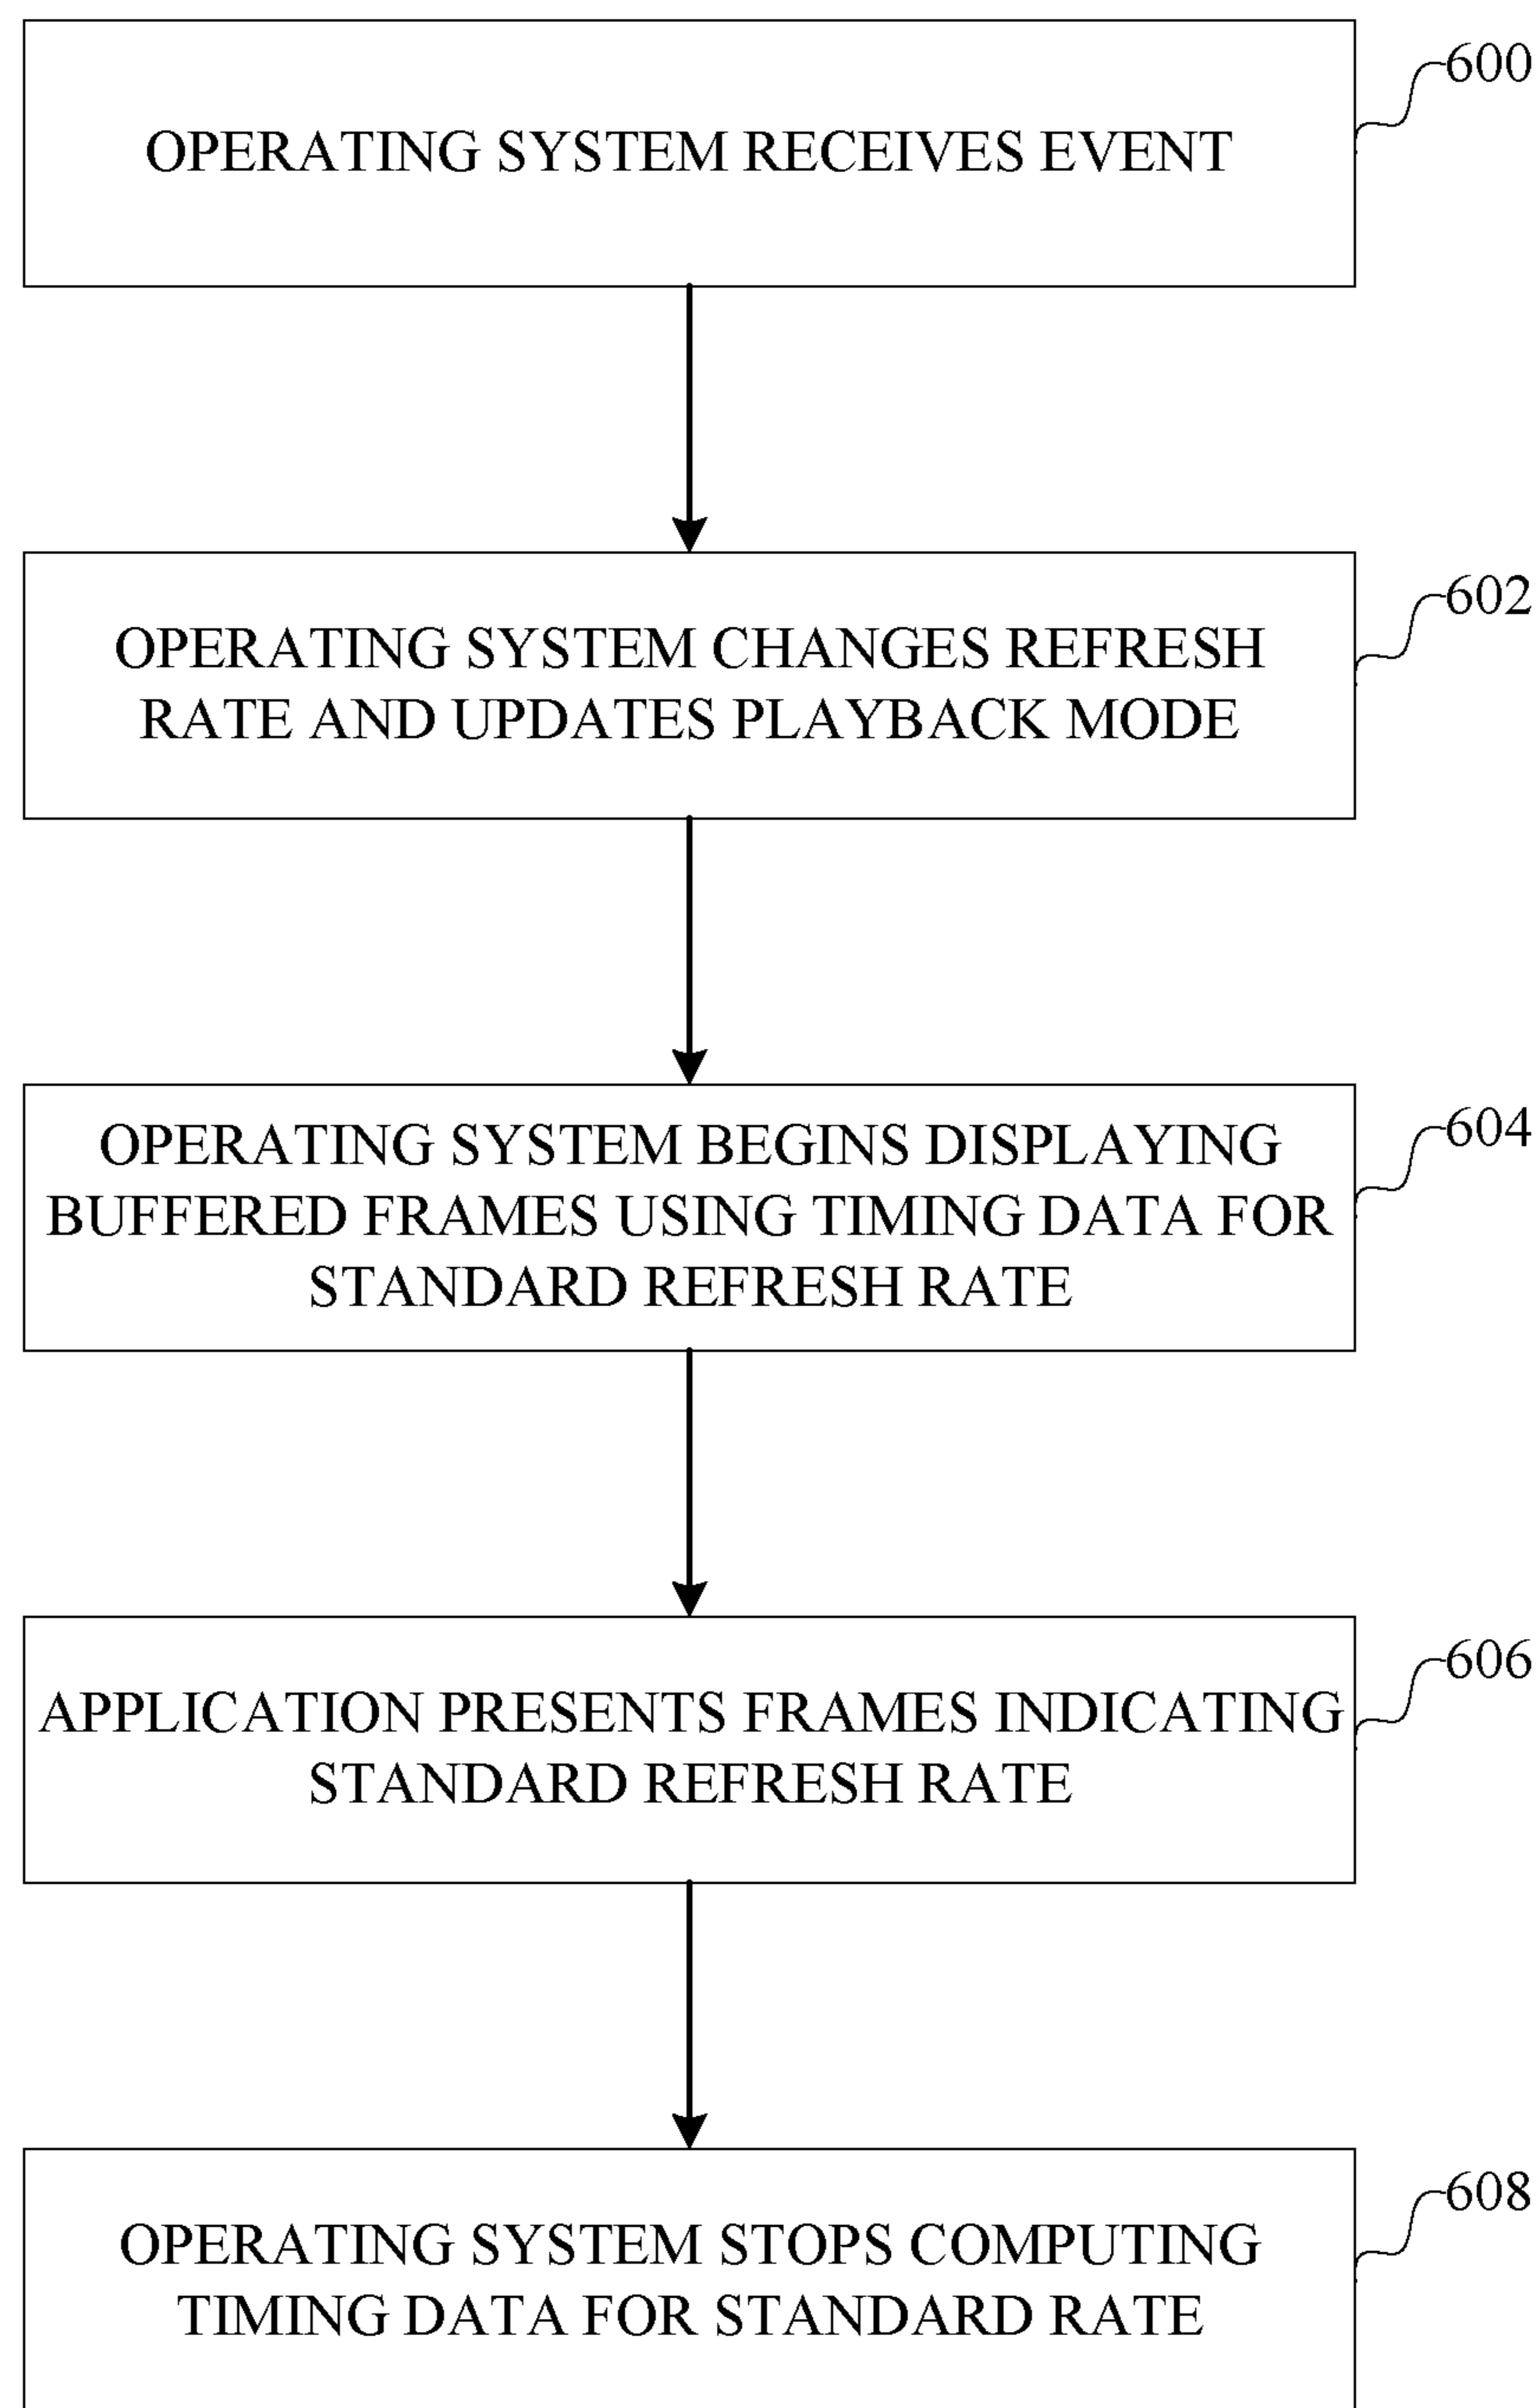 600
OPERATING SYSTEM RECEIVES EVENT
602
OPERATING SYSTEM CHANGES REFRESH
RATE AND UPDATES PLAYBACK MODE
604
OPERATING SYSTEM BEGINS DISPLAYING
BUFFERED FRAMES USING TIMING DATA FOR
STANDARD REFRESH RATE
606
APPLICATION PRESENTS FRAMES INDICATING
STANDARD REFRESH RATE
608
OPERATING SYSTEM STOPS COMPUTING
TIMING DATA FOR STANDARD RATE